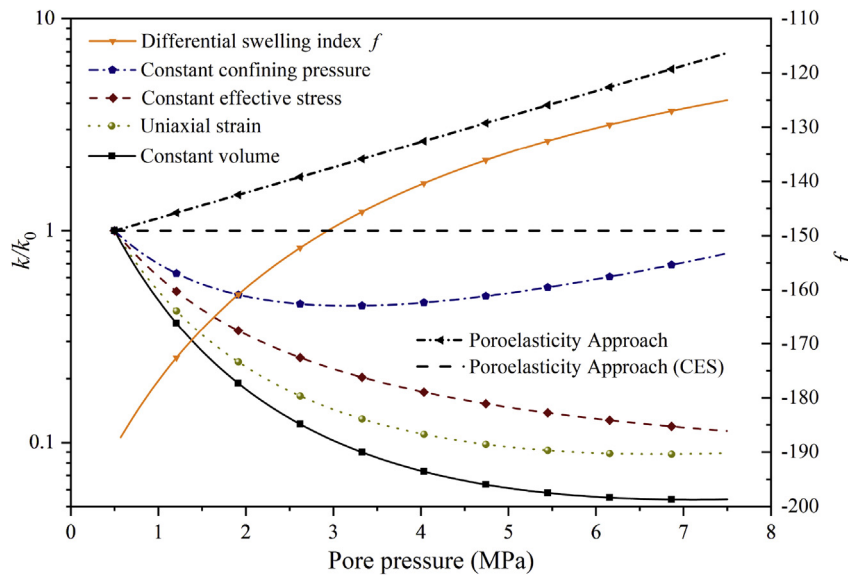 10
1
0.1
k/k0
Differential swelling index f
Constant confining pressure
Constant effective stress
Uniaxial strain
Constant volume
Poroelasticity Approach
Poroelasticity Approach (CES)
-110
-120
-130
-140
-150
-160
-170
-180
-190
-200
f
0 1 2 3 4 5 6 7 8
Pore pressure (MPa)